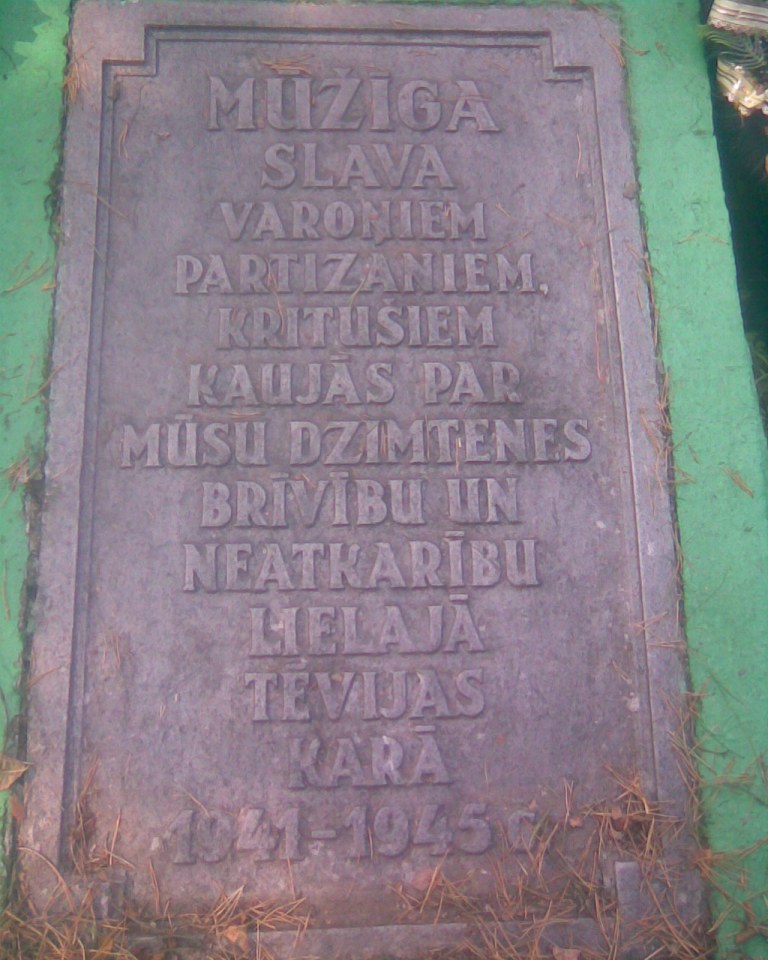 MŪŽĪGA
SLAVA
VAROŅIEM
PARTIZANIEM,
KRITUŠIEM
KAUJĀS PAR
MŪSU DZIMTENES
BRĪVĪBU UN
NEATKARĪBU
LIELAJĀ
TĒVIJAS
KARĀ
1941-1945 G.